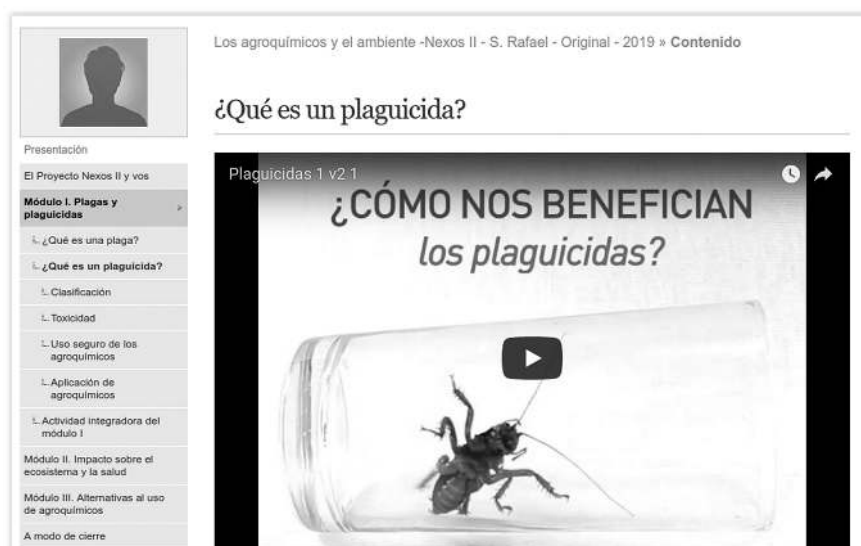 Los agroquímicos y el ambiente -Nexos II - S. Rafael - Original - 2019 » Contenido
¿Qué es un plaguicida?
Presentación
El Proyecto Nexos II y vos
Módulo I. Plagas y
plaguicidas
¿Qué es una plaga?
¿Qué es un plaguicida?
Clasificación
Toxicidad
Uso seguro de los
agroquímicos
Aplicación de
agroquímicos
Actividad integradora del
módulo I
Módulo II. Impacto sobre el
ecosistema y la salud
Módulo III. Alternativas al uso
de agroquímicos
A modo de cierre
Plaguicidas 1 v2 1
¿CÓMO NOS BENEFICIAN
los plaguicidas?